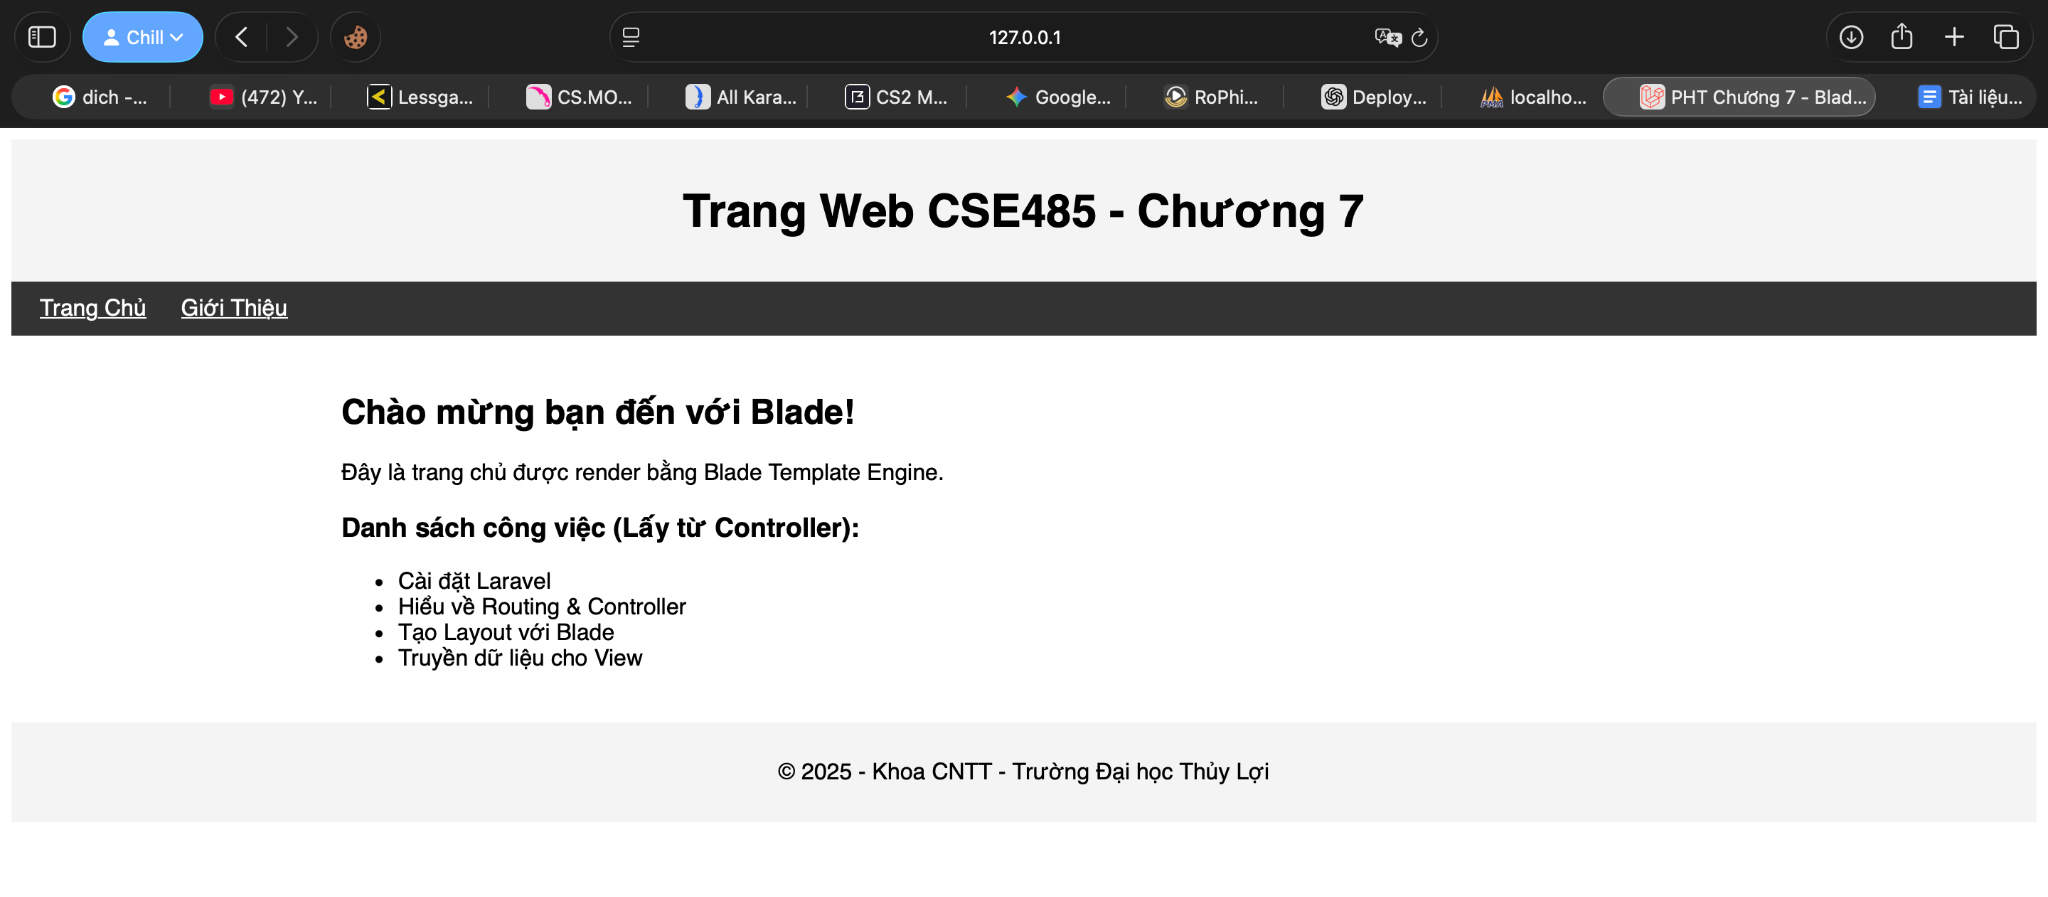 Chill
127.0.0.1
dich -...
(472) Y...
Lessga...
CS.MO...
All Kara...
CS2 M...
Google...
RoPhi...
Deploy...
localho...
PHT Chương 7 - Blad...
Tài liệu...
Trang Web CSE485 - Chương 7
Trang Chủ Giới Thiệu
Chào mừng bạn đến với Blade!
Đây là trang chủ được render bằng Blade Template Engine.
Danh sách công việc (Lấy từ Controller):
• Cài đặt Laravel
• Hiểu về Routing & Controller
• Tạo Layout với Blade
• Truyền dữ liệu cho View
© 2025 - Khoa CNTT - Trường Đại học Thủy Lợi